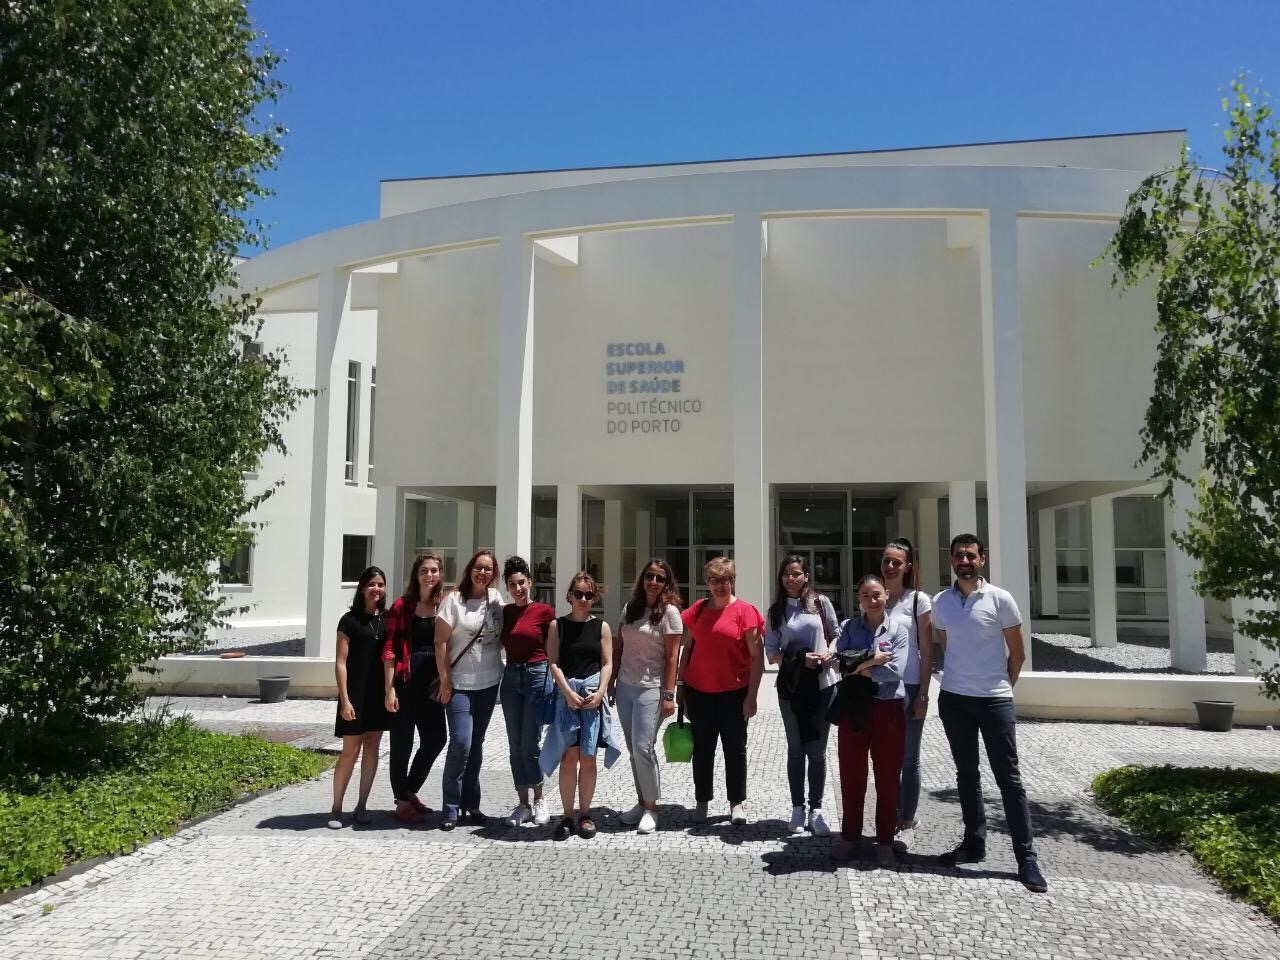 ESCOLA
SUPERIOR
DE SAÚDE
POLITÉCNICO
DO PORTO